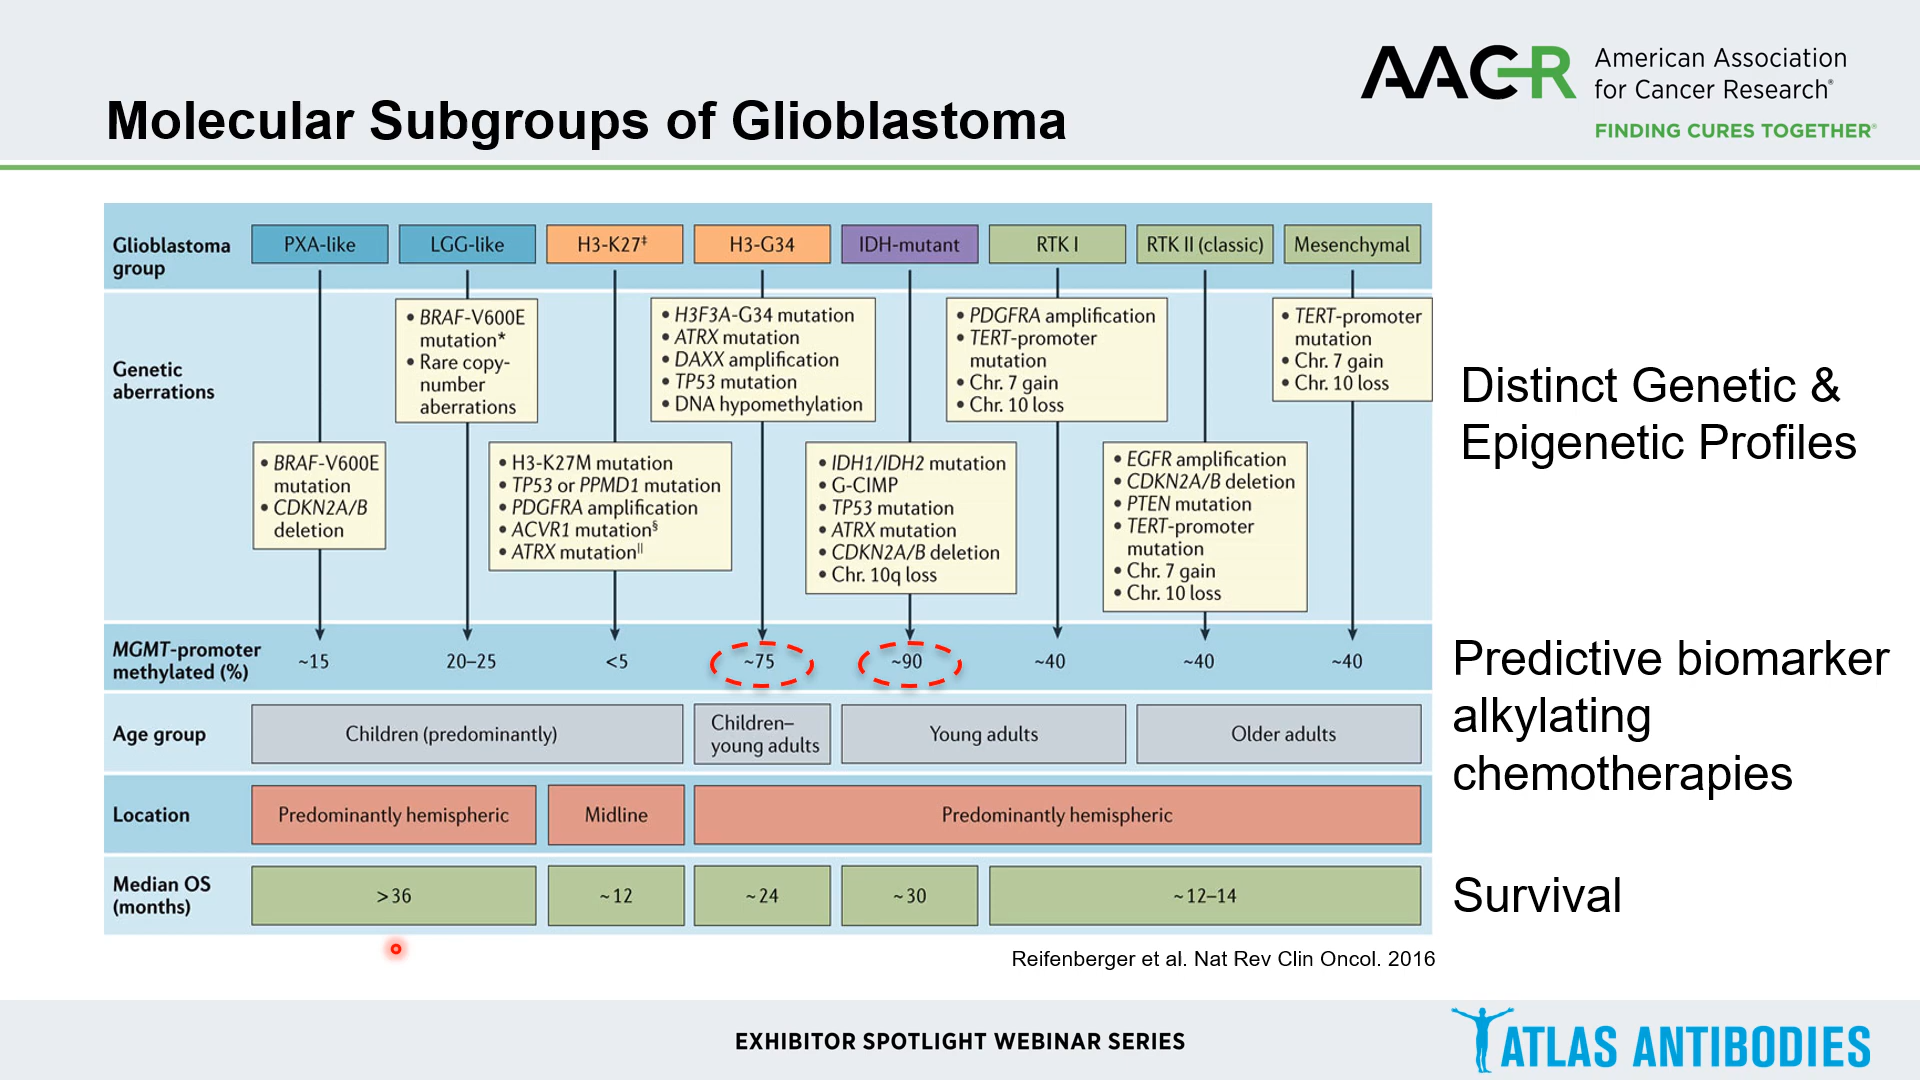 Molecular Subgroups of Glioblastoma
AACR
American Association
for Cancer Research®
FINDING CURES TOGETHER®
Glioblastoma
group
PXA-like
LGG-like
H3-K27‡
H3-G34
IDH-mutant
RTK I
RTK II (classic)
Mesenchymal
Genetic
aberrations
• BRAF-V600E
mutation
• CDKN2A/B
deletion
• BRAF-V600E
mutation*
• Rare copy-
number
aberrations
• H3-K27M mutation
• TP53 or PPMD1 mutation
• PDGFRA amplification
• ACVR1 mutation§
• ATRX mutation||
• H3F3A-G34 mutation
• ATRX mutation
• DAXX amplification
• TP53 mutation
• DNA hypomethylation
• IDH1/IDH2 mutation
• G-CIMP
• TP53 mutation
• ATRX mutation
• CDKN2A/B deletion
• Chr. 10q loss
• PDGFRA amplification
• TERT-promoter
mutation
• Chr. 7 gain
• Chr. 10 loss
• EGFR amplification
• CDKN2A/B deletion
• PTEN mutation
• TERT-promoter
mutation
• Chr. 7 gain
• Chr. 10 loss
• TERT-promoter
mutation
• Chr. 7 gain
• Chr. 10 loss
Distinct Genetic &
Epigenetic Profiles
MGMT-promoter
methylated (%)
~15
20–25
<5
~75
~90
~40
~40
~40
Predictive biomarker
alkylating
chemotherapies
Age group
Children (predominantly)
Children–
young adults
Young adults
Older adults
Location
Predominantly hemispheric
Midline
Predominantly hemispheric
Median OS
(months)
>36
~12
~24
~30
~12–14
Survival
Reifenberger et al. Nat Rev Clin Oncol. 2016
EXHIBITOR SPOTLIGHT WEBINAR SERIES
ATLAS ANTIBODIES